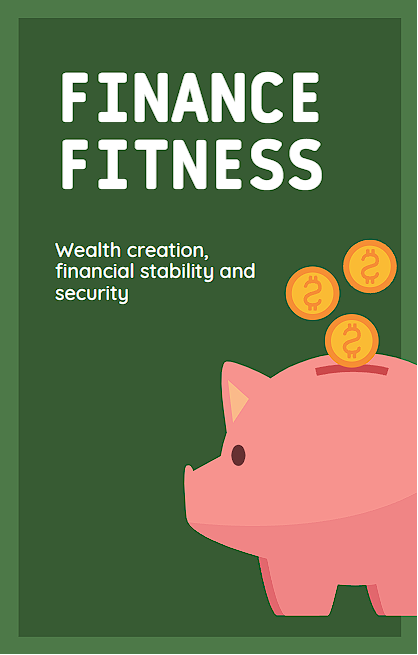 FINANCE
FITNESS
Wealth creation,
financial stability and
security